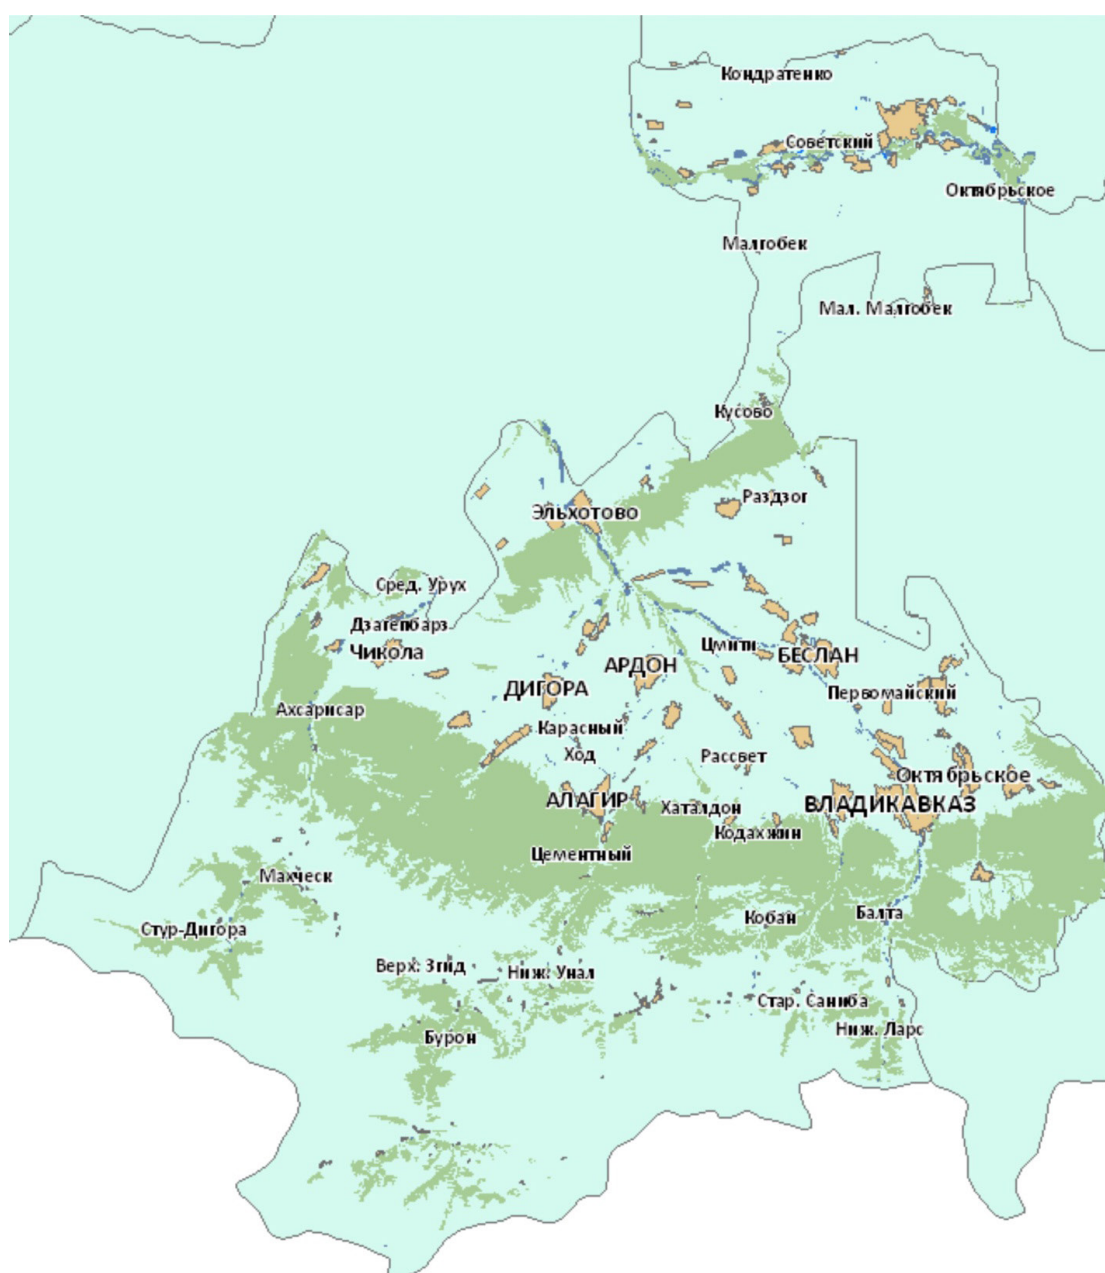 Кондратенко
Советский
Октябрьское
Малгобек
Мал. Малгобек
Кусово
Раздзог
Эльхотово
Сред. Урух
Дзагепбарз
Чикола
Цмити
БЕСЛАН
АРДОН
ДИГОРА
Первомайский
Ахсарисар
Карасный
Ход
Рассвет
Октябрьское
АЛАГИР
Хаталдон
ВЛАДИКАВКАЗ
Кодахжин
Цементный
Махческ
Кобан
Балта
Стур-Дигора
Верх. Згид
Ниж. Унал
Стар. Саниба
Ниж. Ларс
Бурон